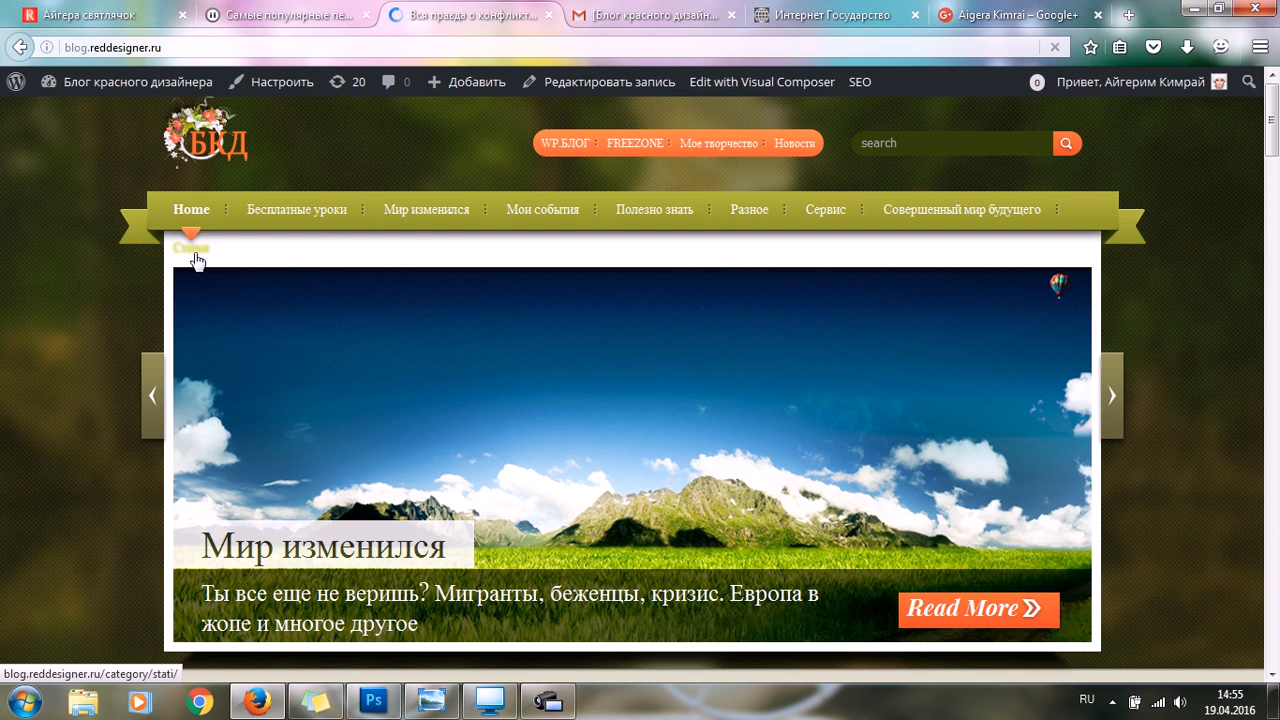 Айгера святлячок
Самые популярные пе...
Вся правда о конфликт...
[Блог красного дизайн...
Интернет Государство
Aigera Kimrai – Google+
blog.reddesigner.ru
Блог красного дизайнера
Настроить
20
0
Добавить
Редактировать запись
Edit with Visual Composer
SEO
0
Привет, Айгерим Кимрай
БКД
WP.БЛОГ
FREEZONE
Мое творчество
Новости
search
Home
Бесплатные уроки
Мир изменился
Мои события
Полезно знать
Разное
Сервис
Совершенный мир будущего
Статьи
Мир изменился
Ты все еще не веришь? Мигранты, беженцы, кризис. Европа в
жопе и многое другое
Read More
blog.reddesigner.ru/category/stati/
Ps
RU
14:55
19.04.2016